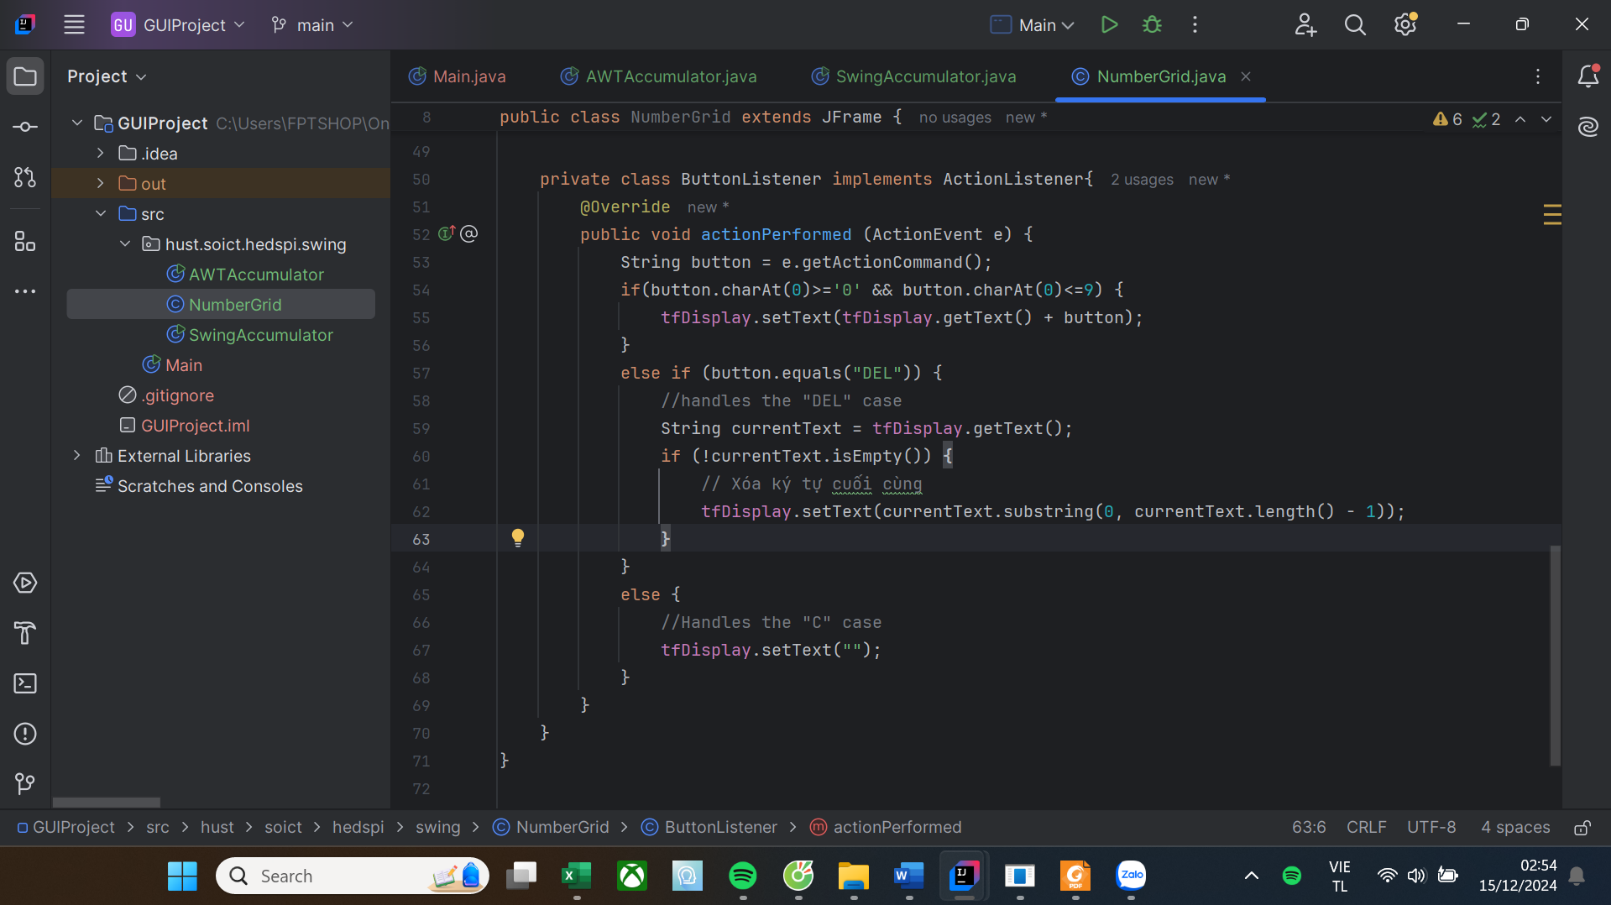 GU GUIProject main Main
Project
Main.java AWTAccumulator.java SwingAccumulator.java NumberGrid.java
GUIProject C:\Users\FPTSHOP\On
.idea
out
src
hust.soict.hedspi.swing
AWTAccumulator
NumberGrid
SwingAccumulator
Main
.gitignore
GUIProject.iml
External Libraries
Scratches and Consoles
8 public class NumberGrid extends JFrame { no usages new *
6 2
49
50 private class ButtonListener implements ActionListener{ 2 usages new *
51 @Override new *
52 public void actionPerformed (ActionEvent e) {
53 String button = e.getActionCommand();
54 if(button.charAt(0)>='0' && button.charAt(0)<=9) {
55 tfDisplay.setText(tfDisplay.getText() + button);
56 }
57 else if (button.equals("DEL")) {
58 //handles the "DEL" case
59 String currentText = tfDisplay.getText();
60 if (!currentText.isEmpty()) {
61 // Xóa ký tự cuối cùng
62 tfDisplay.setText(currentText.substring(0, currentText.length() - 1));
63 }
64 }
65 else {
66 //Handles the "C" case
67 tfDisplay.setText("");
68 }
69 }
70 }
71 }
72
GUIProject > src > hust > soict > hedspi > swing > NumberGrid > ButtonListener > actionPerformed
63:6 CRLF UTF-8 4 spaces
Search
Zalo
VIE
TL
02:54
15/12/2024